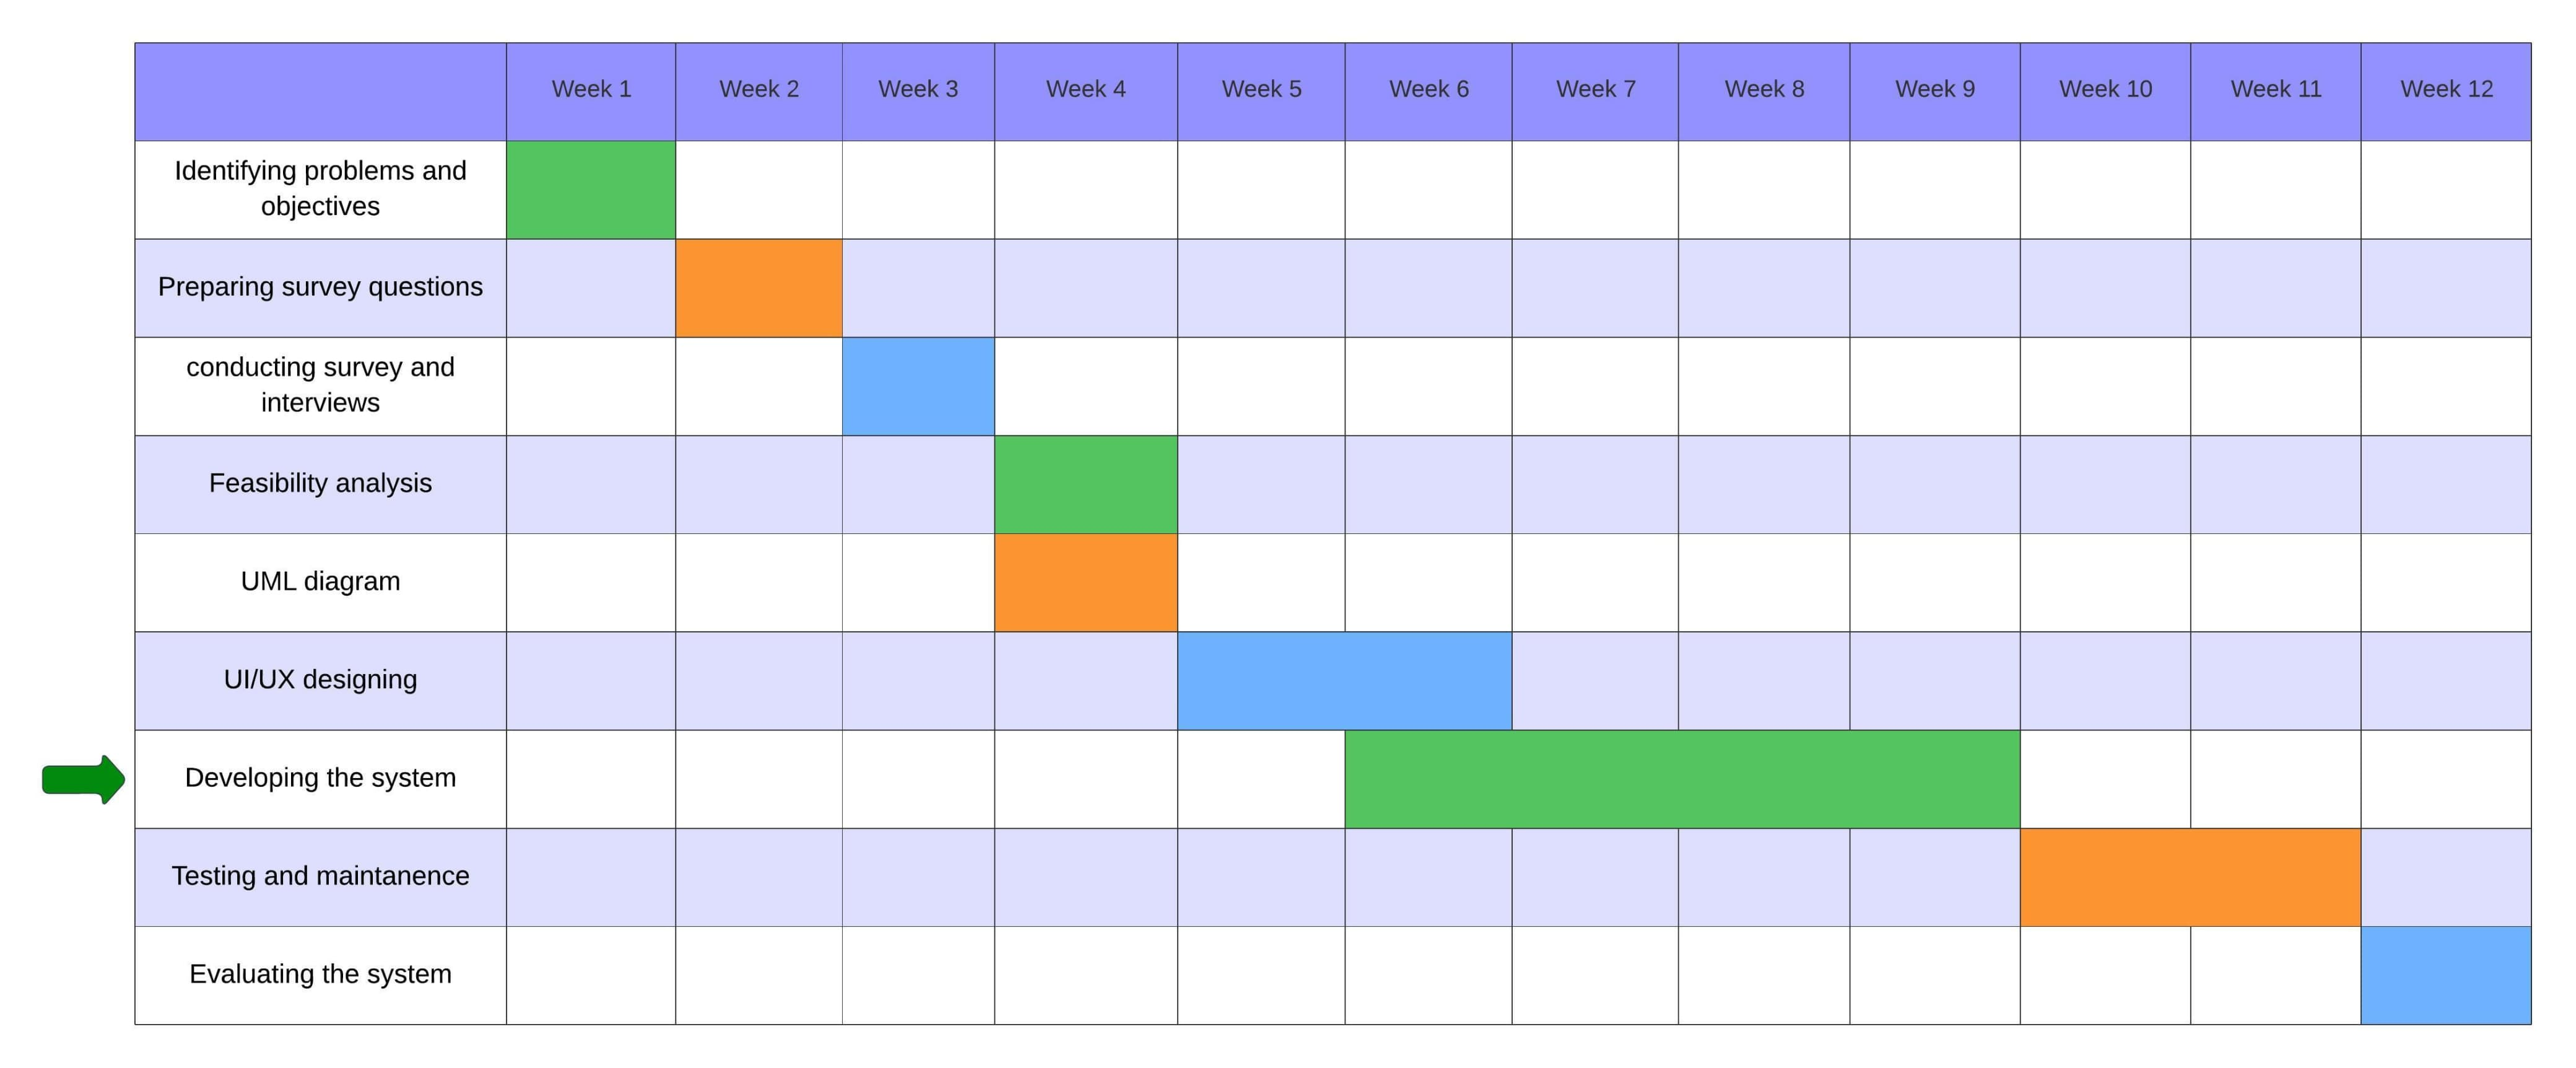 Week 1
Week 2
Week 3
Week 4
Week 5
Week 6
Week 7
Week 8
Week 9
Week 10
Week 11
Week 12
Identifying problems and
objectives
Preparing survey questions
conducting survey and
interviews
Feasibility analysis
UML diagram
UI/UX designing
Developing the system
Testing and maintanence
Evaluating the system